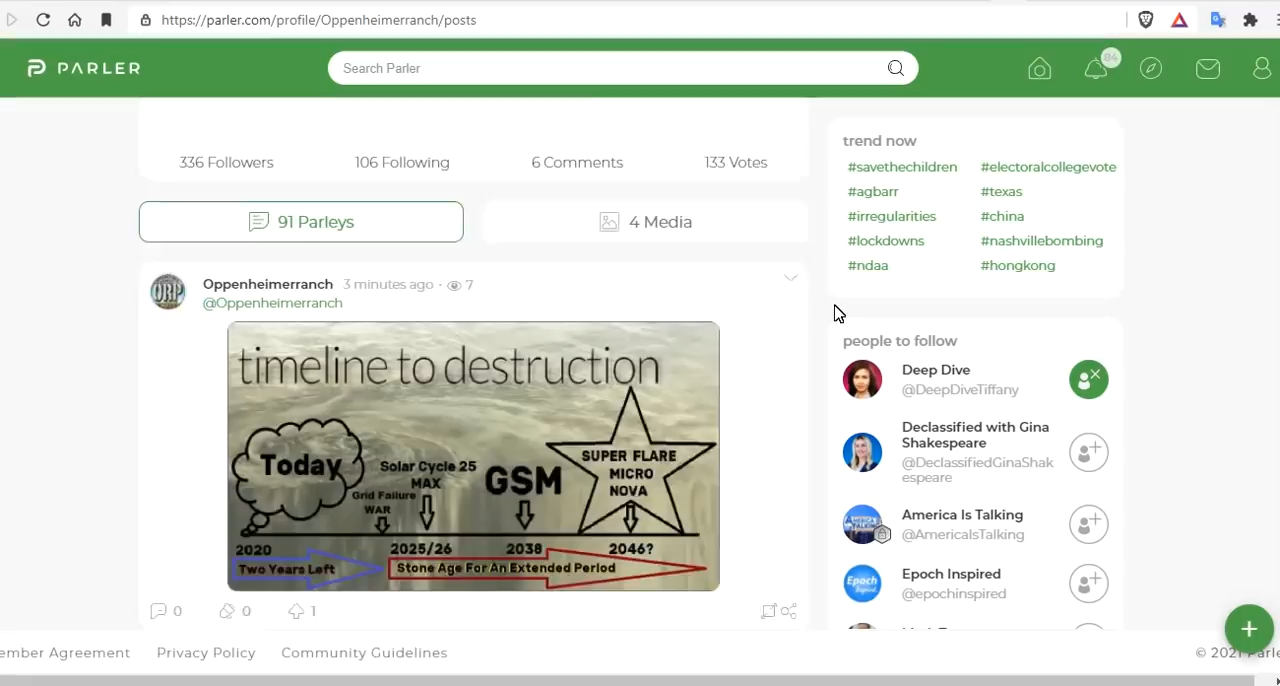 https://parler.com/profile/Oppenheimerranch/posts
PARLER
Search Parler
84
336 Followers
106 Following
6 Comments
133 Votes
91 Parleys
4 Media
Oppenheimerranch 3 minutes ago · 7
@Oppenheimerranch
ORP
timeline to destruction
Today
Solar Cycle 25
MAX
Grid Failure
WAR
GSM
SUPER FLARE
MICRO
NOVA
2020
2025/26
2038
2046?
Two Years Left
Stone Age For An Extended Period
0
0
1
trend now
#savethechildren
#electoralcollegevote
#agbarr
#texas
#irregularities
#china
#lockdowns
#nashvillebombing
#ndaa
#hongkong
people to follow
Deep Dive
@DeepDiveTiffany
Declassified with Gina
Shakespeare
@DeclassifiedGinaShak
espeare
America Is Talking
@AmericaIsTalking
Epoch
Inspired
Epoch Inspired
@epochinspired
ember Agreement
Privacy Policy
Community Guidelines
© 2021 Parle